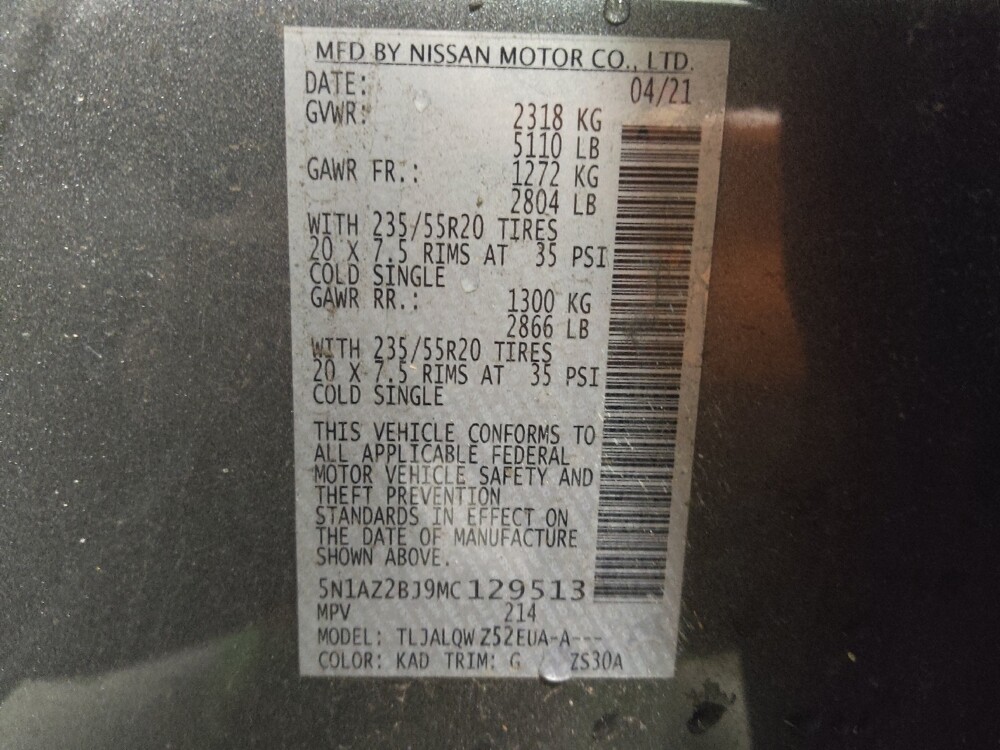 MFD BY NISSAN MOTOR CO., LTD.
DATE: 04/21
GVWR: 2318 KG
5110 LB
GAWR FR.: 1272 KG
2804 LB
WITH 235/55R20 TIRES
20 X 7.5 RIMS AT 35 PSI
COLD SINGLE
GAWR RR.: 1300 KG
2866 LB
WITH 235/55R20 TIRES
20 X 7.5 RIMS AT 35 PSI
COLD SINGLE
THIS VEHICLE CONFORMS TO
ALL APPLICABLE FEDERAL
MOTOR VEHICLE SAFETY AND
THEFT PREVENTION
STANDARDS IN EFFECT ON
THE DATE OF MANUFACTURE
SHOWN ABOVE.
5N1AZ2BJ9MC129513
MPV 214
MODEL: TLJALQW Z52EUA-A---
COLOR: KAD TRIM: G ZS30A